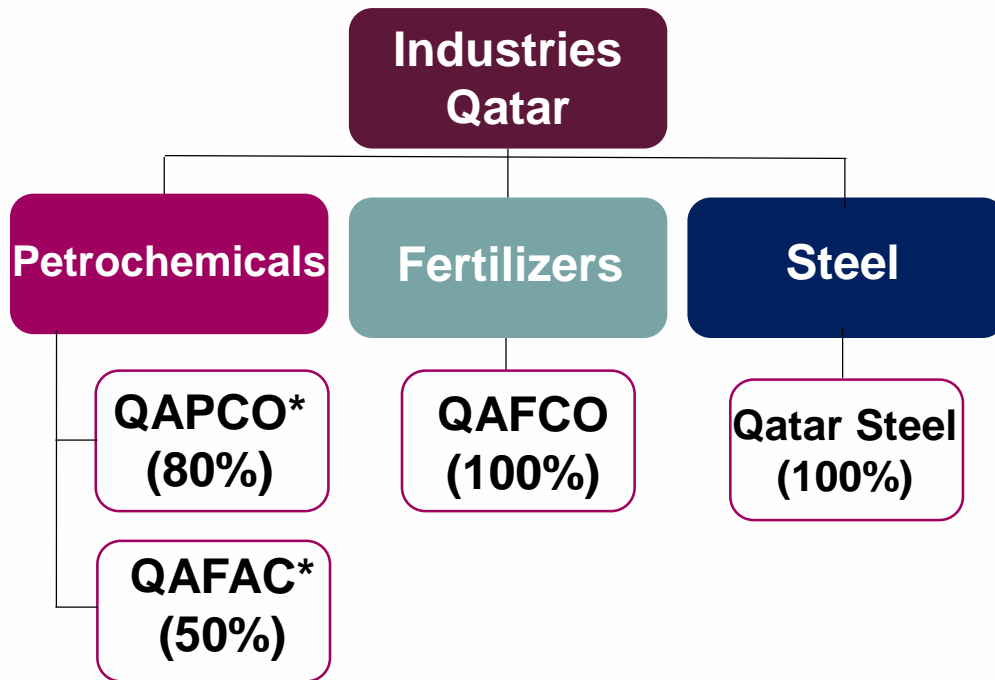 Industries
Qatar
Petrochemicals
Fertilizers
Steel
QAPCO*
(80%)
QAFCO
(100%)
Qatar Steel
(100%)
QAFAC*
(50%)